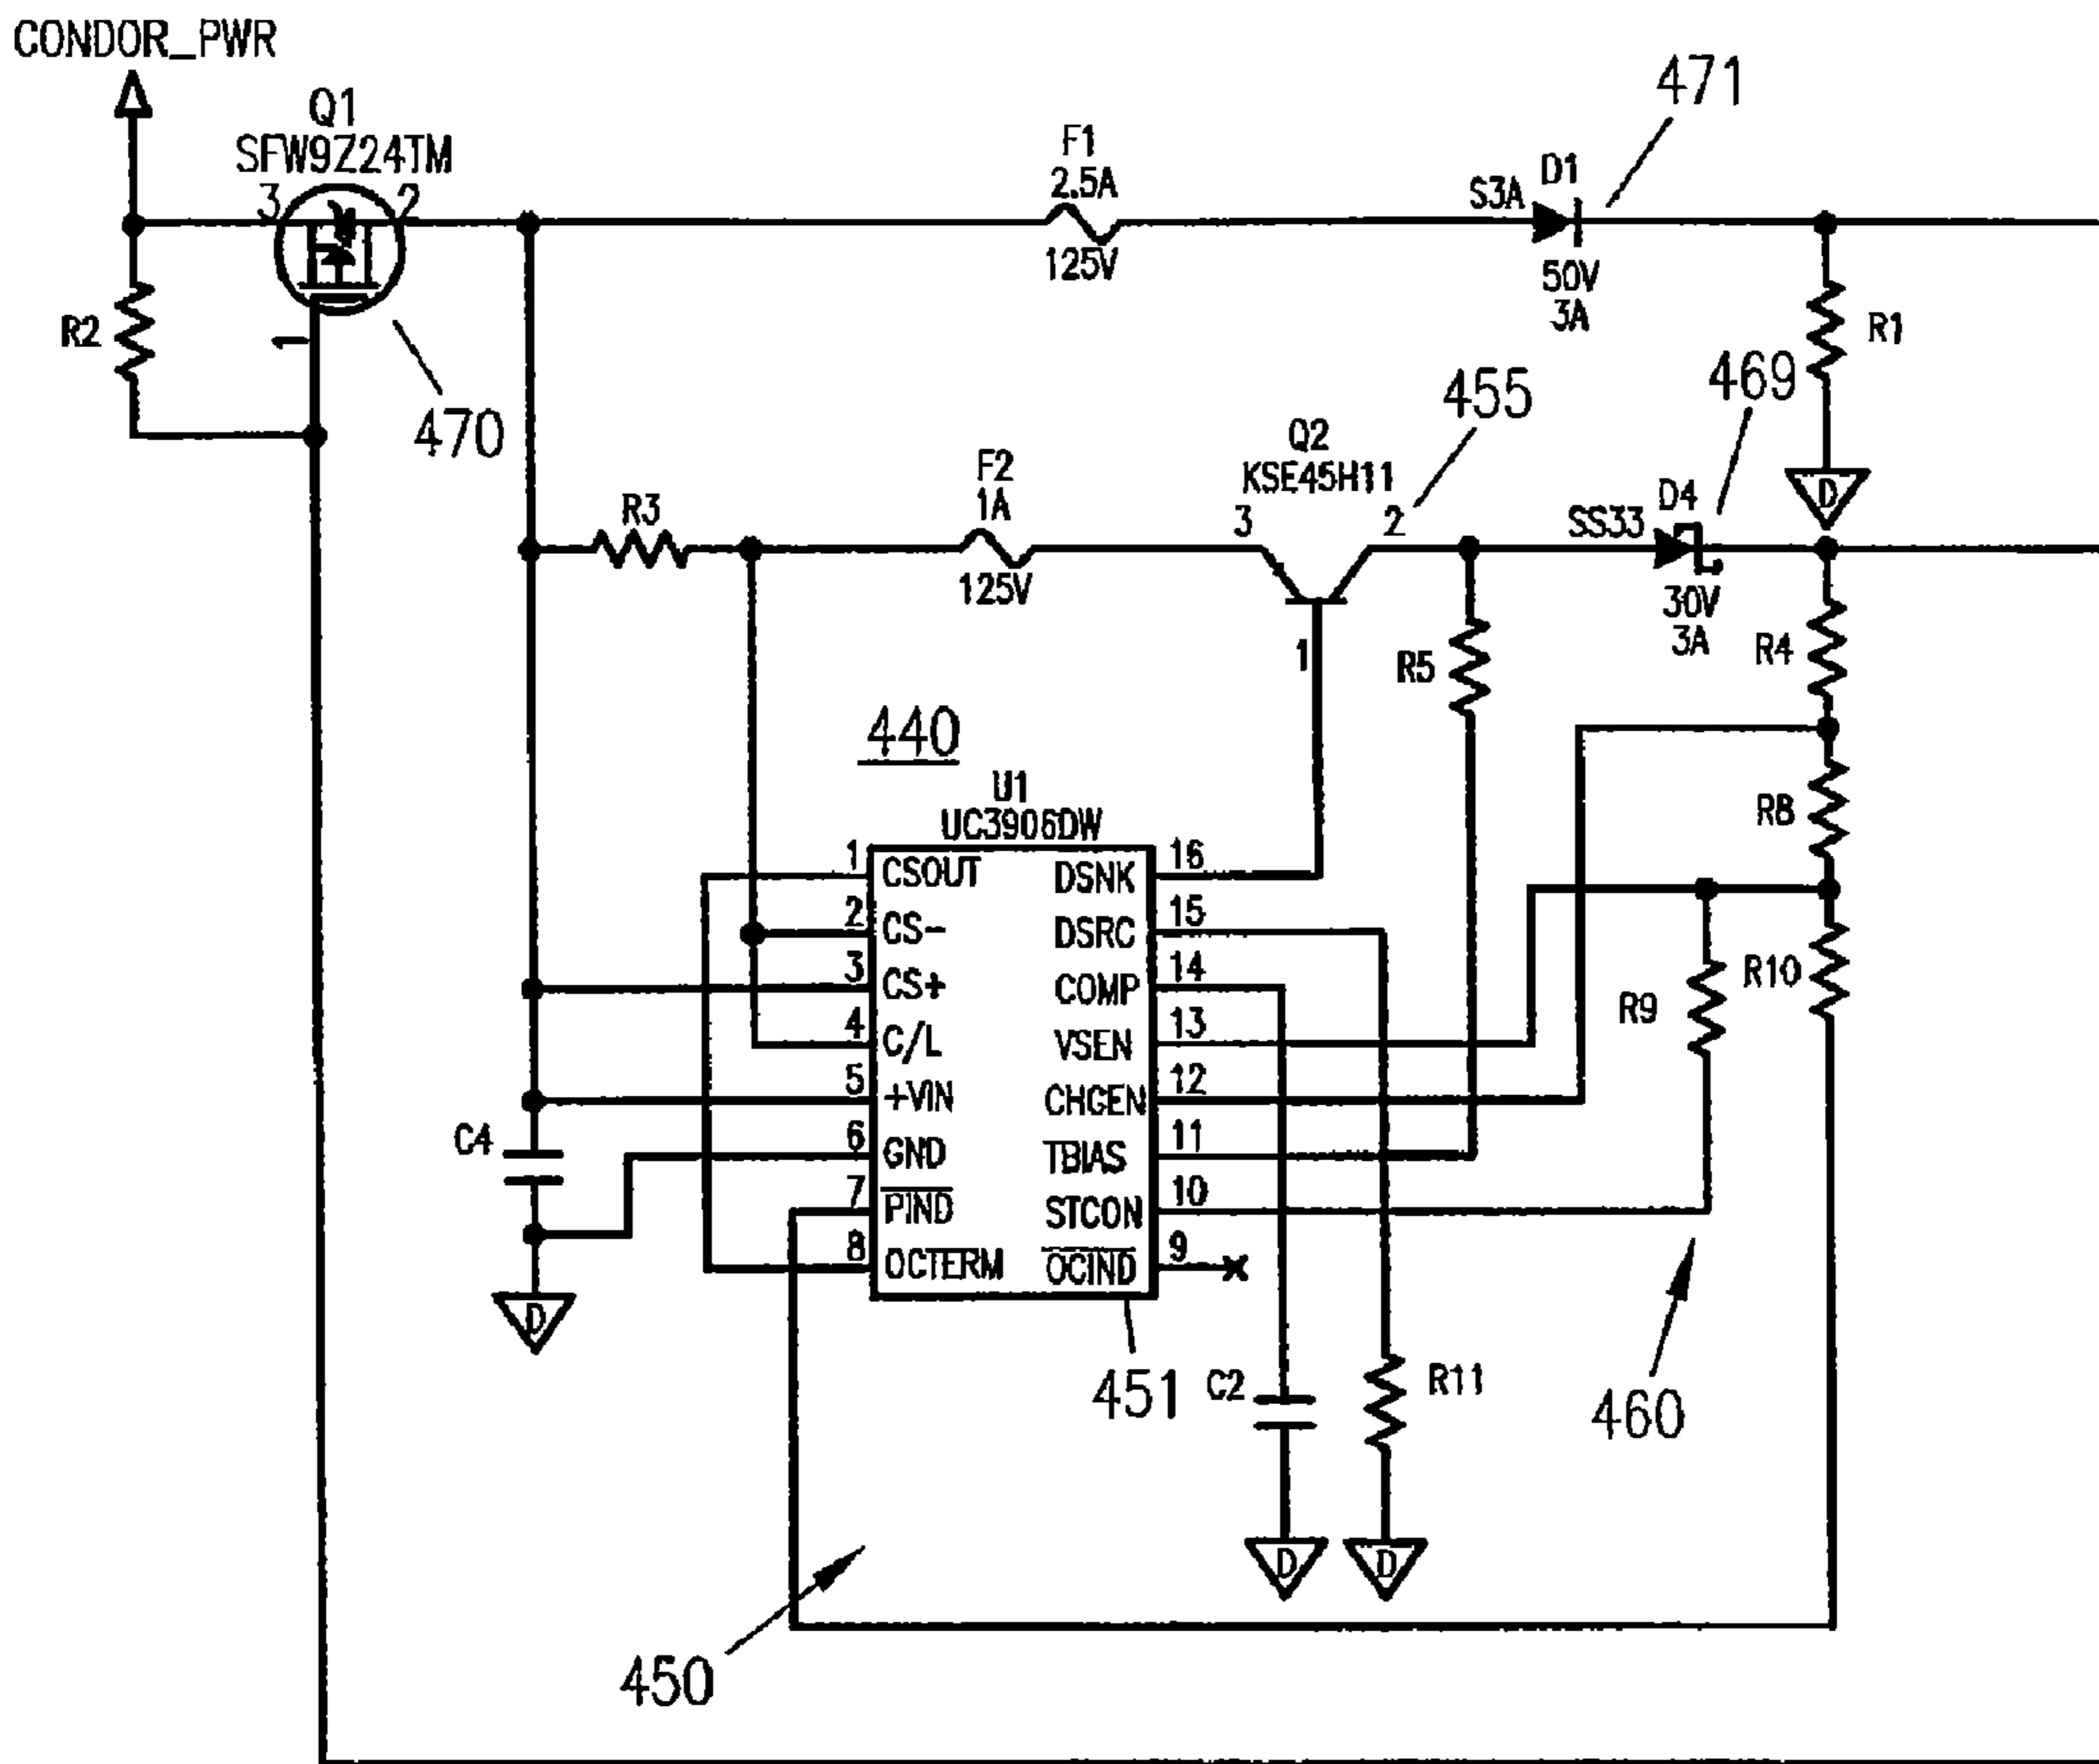 CONDOR_PWR
Q1
SFW9Z24TM
3
2
1
R2
470
F1
2.5A
125V
S3A
D1
50V
3A
471
R1
D
R3
F2
1A
125V
Q2
KSE45H11
3
2
1
455
SS33
D4
30V
3A
469
R4
R5
R8
R9
R10
440
U1
UC3906DW
1 CSOUT DSNK 16
2 CS- DSRC 15
3 CS+ COMP 14
4 C/L VSEN 13
5 +VIN CHGEN 12
6 GND TBIAS 11
7 PIND STCON 10
8 OCTERM OCIND 9
C4
D
451
C2
R11
460
D
D
450